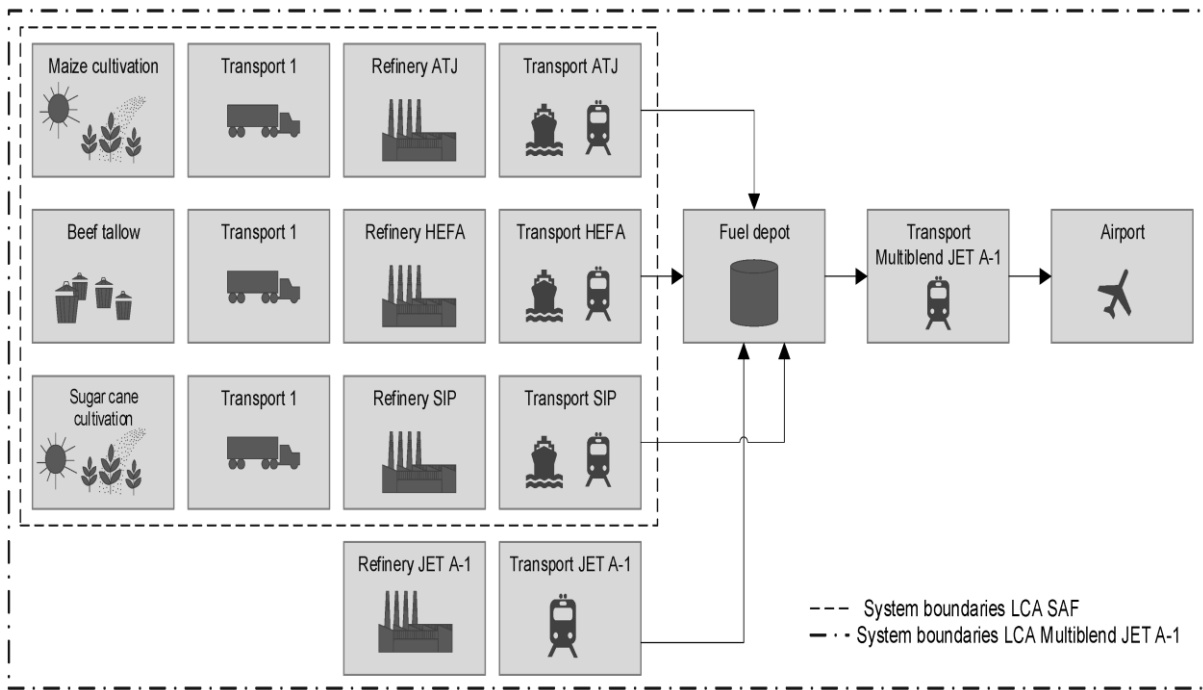 Maize cultivation
Transport 1
Refinery ATJ
Transport ATJ
Beef tallow
Transport 1
Refinery HEFA
Transport HEFA
Fuel depot
Transport
Multiblend JET A-1
Airport
Sugar cane
cultivation
Transport 1
Refinery SIP
Transport SIP
Refinery JET A-1
Transport JET A-1
System boundaries LCA SAF
System boundaries LCA Multiblend JET A-1